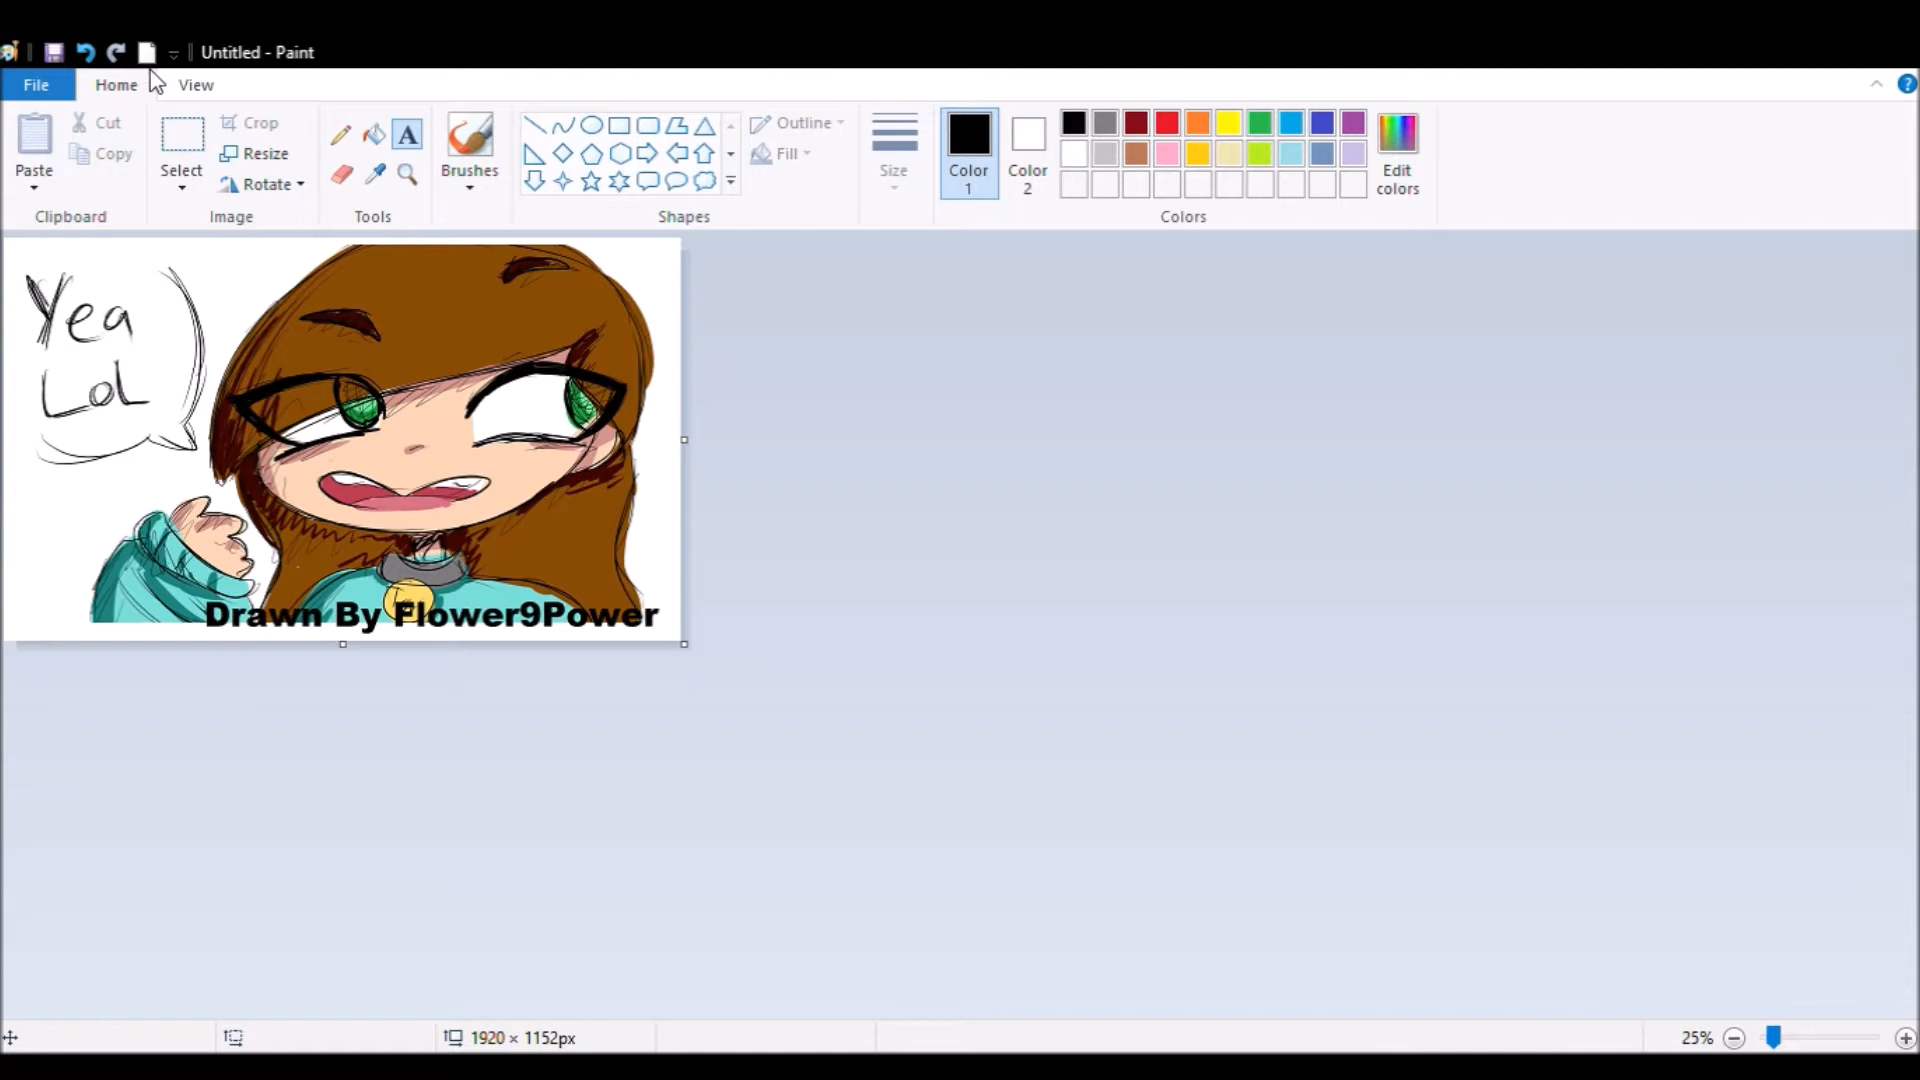 Untitled - Paint
File Home View
Paste Cut Copy Clipboard
Select Crop Resize Rotate Image
A
Tools
Brushes
Shapes
Outline Fill
Size
Color 1
Color 2
Edit colors
Colors
?
Yea
LoL
Drawn By Flower9Power
1920 × 1152px
25%